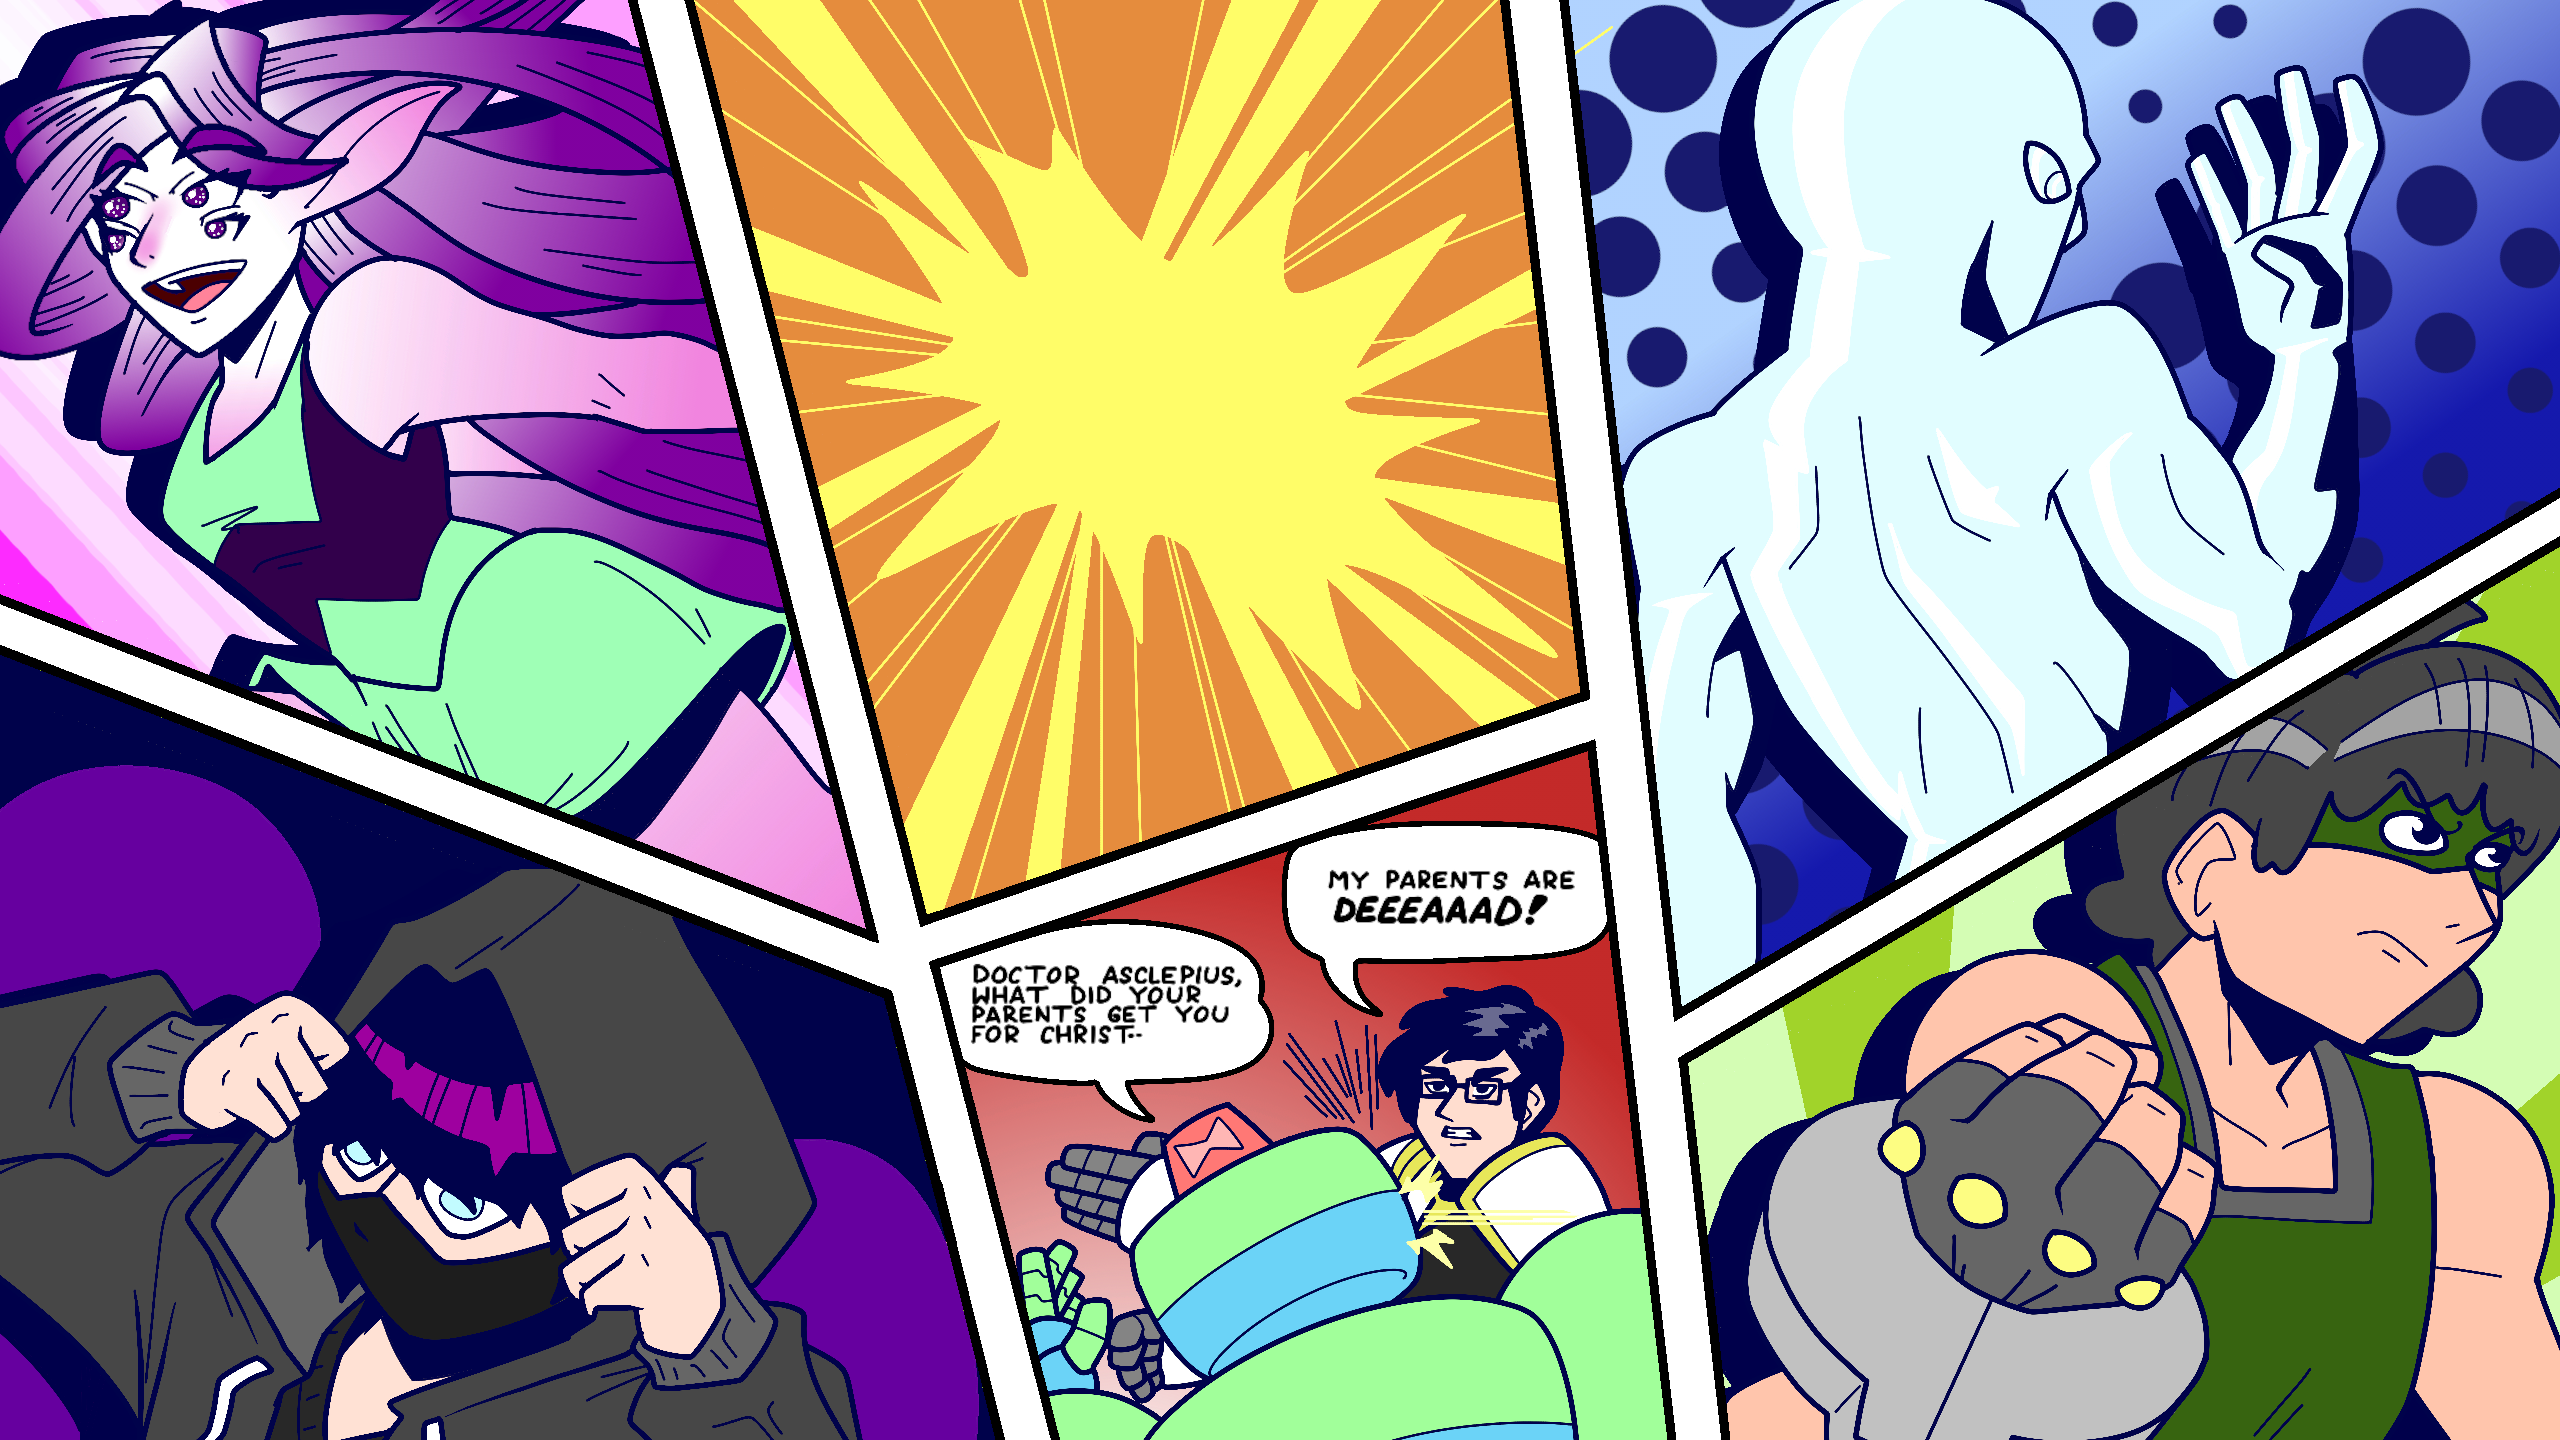 DOCTOR ASCLEPIUS,
WHAT DID YOUR
PARENTS GET YOU
FOR CHRIST--
MY PARENTS ARE
DEEEAAAD!